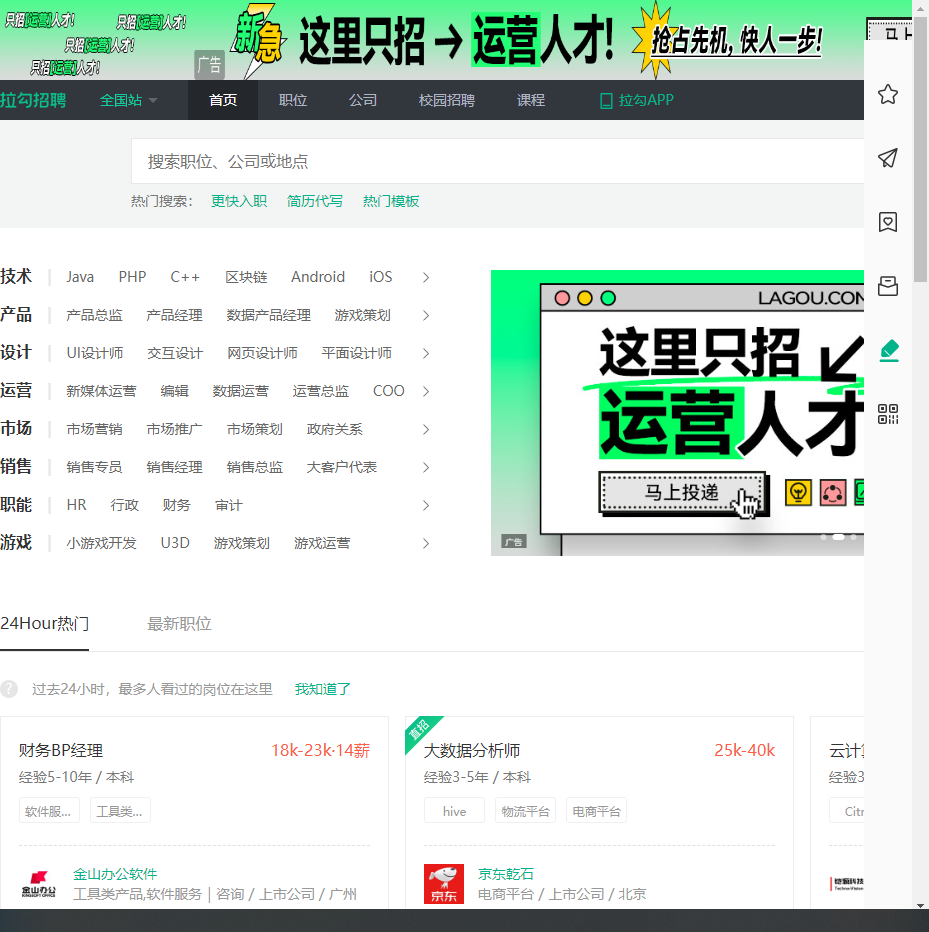 只招运营人才!
只招运营人才!
只招运营人才!
只招运营人才!
广告
新急
这里只招→运营人才!
抢占先机, 快人一步!
拉勾招聘
全国站
首页
职位
公司
校园招聘
课程
拉勾APP
搜索职位、公司或地点
热门搜索：
更快入职
简历代写
热门模板
技术 Java PHP C++ 区块链 Android iOS
产品 产品总监 产品经理 数据产品经理 游戏策划
设计 UI设计师 交互设计 网页设计师 平面设计师
运营 新媒体运营 编辑 数据运营 运营总监 COO
市场 市场营销 市场推广 市场策划 政府关系
销售 销售专员 销售经理 销售总监 大客户代表
职能 HR 行政 财务 审计
游戏 小游戏开发 U3D 游戏策划 游戏运营
LAGOU.CON
这里只招
运营人才
马上投递
广告
24Hour热门
最新职位
?
过去24小时，最多人看过的岗位在这里
我知道了
财务BP经理
18k-23k·14薪
经验5-10年 / 本科
软件服...
工具类...
金山办公
KINGSOFT OFFICE
金山办公软件
工具类产品,软件服务｜咨询 / 上市公司 / 广州
直招
大数据分析师
25k-40k
经验3-5年 / 本科
hive
物流平台
电商平台
京东
京东乾石
电商平台 / 上市公司 / 北京
云计
经验3
Citr